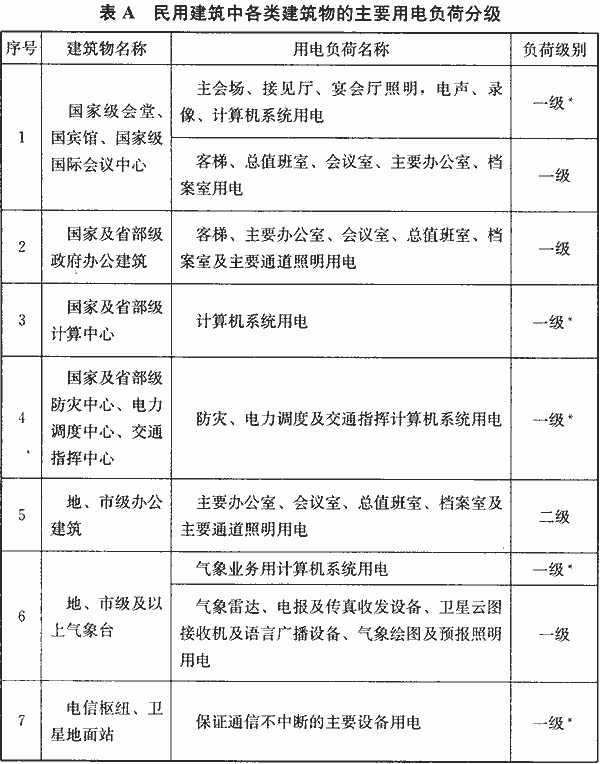 表 A 民用建筑中各类建筑物的主要用电负荷分级
序号 建筑物名称 用电负荷名称 负荷级别
1
国家级会堂、
国宾馆、国家级
国际会议中心
主会场、接见厅、宴会厅照明，电声、录
像、计算机系统用电
一级*
客梯、总值班室、会议室、主要办公室、档
案室用电
一级
2
国家及省部级
政府办公建筑
客梯、主要办公室、会议室、总值班室、档
案室及主要通道照明用电
一级
3
国家及省部级
计算中心
计算机系统用电
一级*
4
国家及省部级
防灾中心、电力
调度中心、交通
指挥中心
防灾、电力调度及交通指挥计算机系统用电
一级*
5
地、市级办公
建筑
主要办公室、会议室、总值班室、档案室及
主要通道照明用电
二级
6
地、市级及以
上气象台
气象业务用计算机系统用电
一级*
气象雷达、电报及传真收发设备、卫星云图
接收机及语言广播设备、气象绘图及预报照明
用电
一级
7
电信枢纽、卫
星地面站
保证通信不中断的主要设备用电
一级*